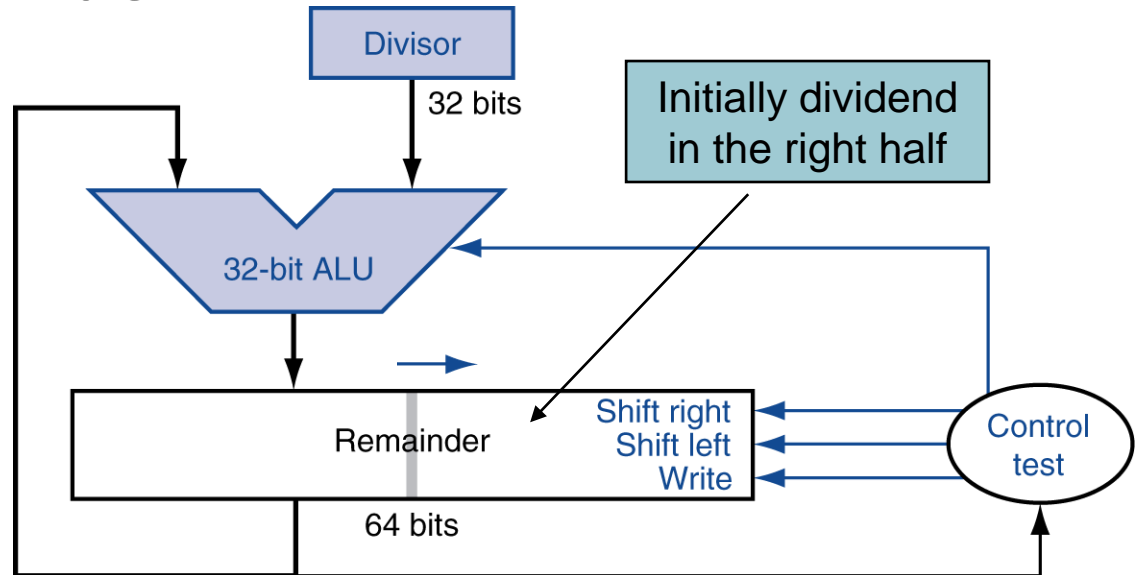 Divisor
32 bits
Initially dividend
in the right half
32-bit ALU
Remainder
Shift right
Shift left
Write
Control
test
64 bits